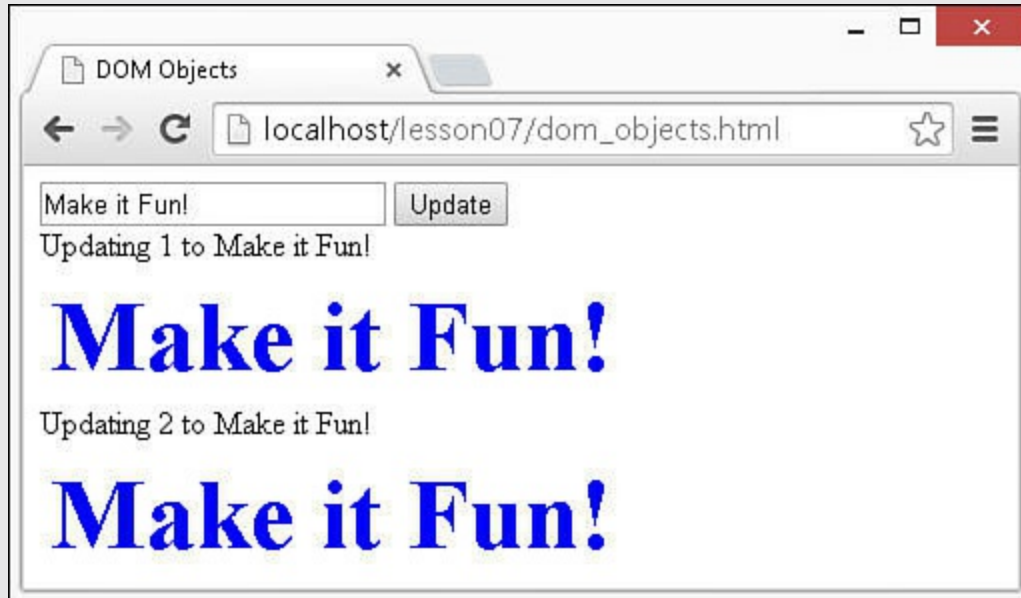 DOM Objects
localhost/lesson07/dom_objects.html
Make it Fun! Update
Updating 1 to Make it Fun!
Make it Fun!
Updating 2 to Make it Fun!
Make it Fun!